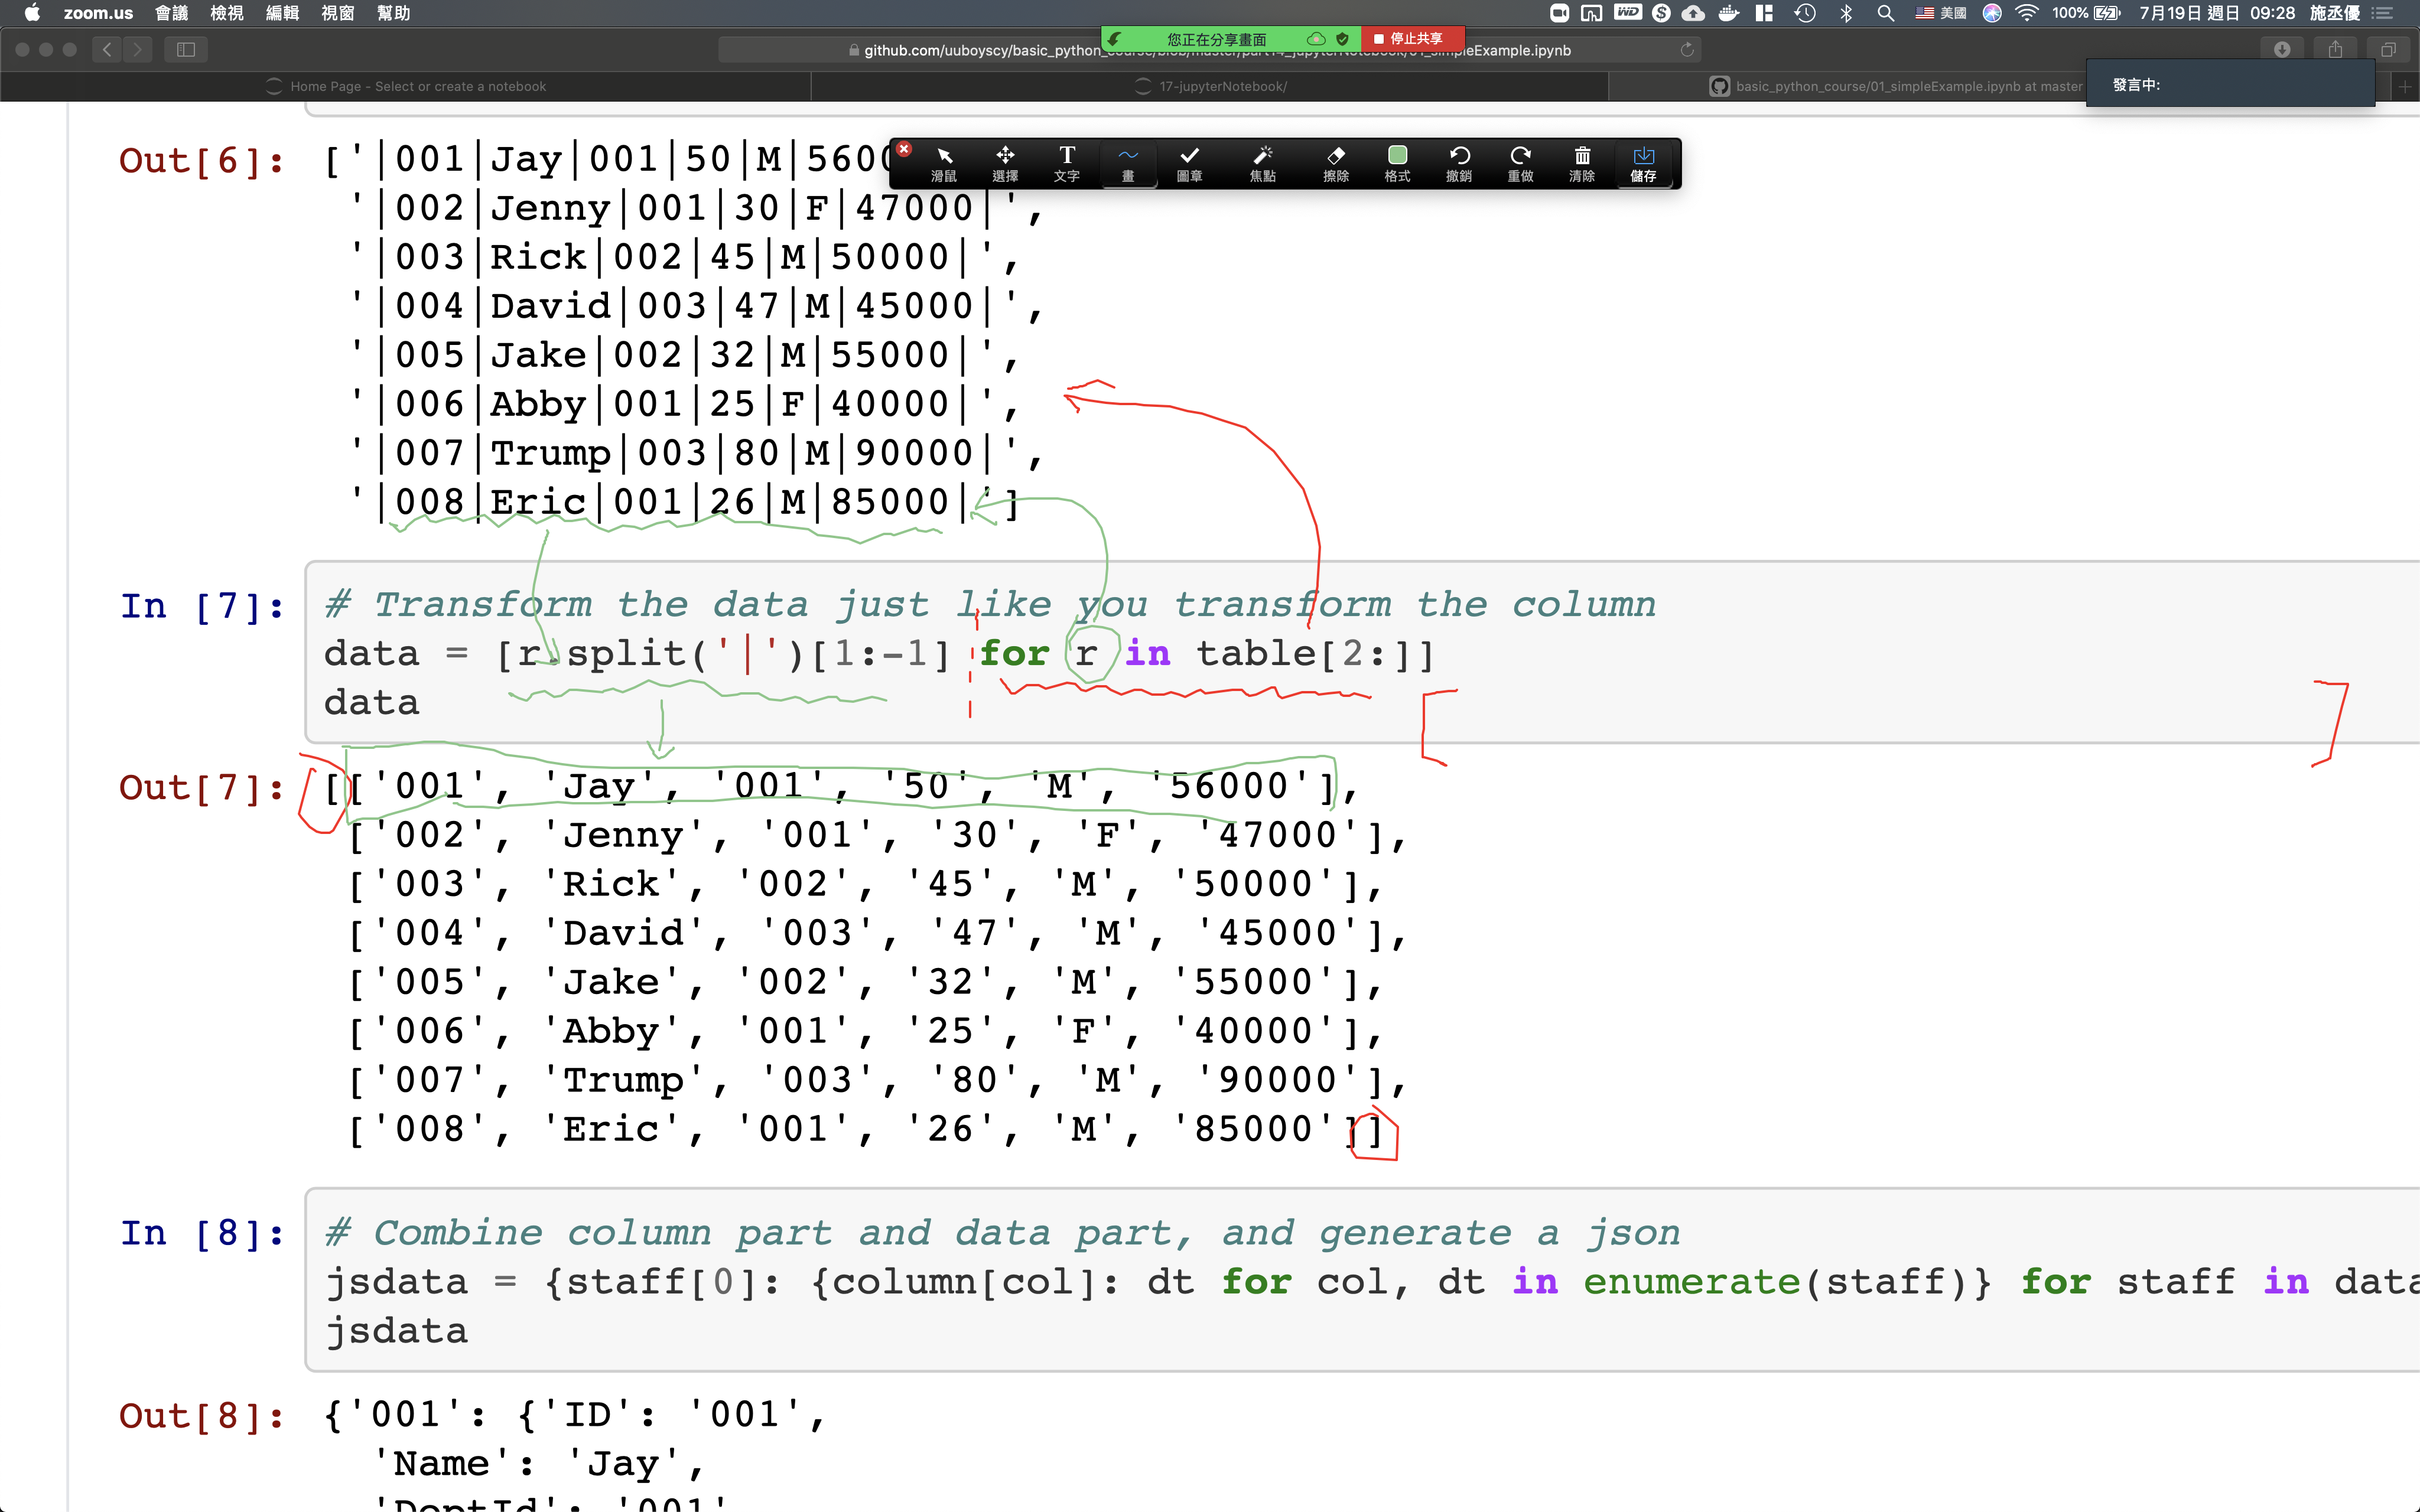 zoom.us 會議 檢視 編輯 視窗 幫助 美國 100% 7月19日 週日 09:28 施丞優
您正在分享畫面 停止共享
github.com/uuboyscy/basic_python_course/blob/master/part14_jupyterNotebook/01_simpleExample.ipynb
Home Page - Select or create a notebook 17-jupyterNotebook/ basic_python_course/01_simpleExample.ipynb at master
發言中:
滑鼠 選擇 文字 畫 圖章 焦點 擦除 格式 撤銷 重做 清除 儲存
Out[6]: ['|001|Jay|001|50|M|5600
'|002|Jenny|001|30|F|47000|',
'|003|Rick|002|45|M|50000|',
'|004|David|003|47|M|45000|',
'|005|Jake|002|32|M|55000|',
'|006|Abby|001|25|F|40000|',
'|007|Trump|003|80|M|90000|',
'|008|Eric|001|26|M|85000|']
In [7]: # Transform the data just like you transform the column
data = [r.split('|')[1:-1] for r in table[2:]]
data
Out[7]: [['001', 'Jay', '001', '50', 'M', '56000'],
['002', 'Jenny', '001', '30', 'F', '47000'],
['003', 'Rick', '002', '45', 'M', '50000'],
['004', 'David', '003', '47', 'M', '45000'],
['005', 'Jake', '002', '32', 'M', '55000'],
['006', 'Abby', '001', '25', 'F', '40000'],
['007', 'Trump', '003', '80', 'M', '90000'],
['008', 'Eric', '001', '26', 'M', '85000']]
In [8]: # Combine column part and data part, and generate a json
jsdata = {staff[0]: {column[col]: dt for col, dt in enumerate(staff)} for staff in data
jsdata
Out[8]: {'001': {'ID': '001',
'Name': 'Jay',
'DeptId': '001'